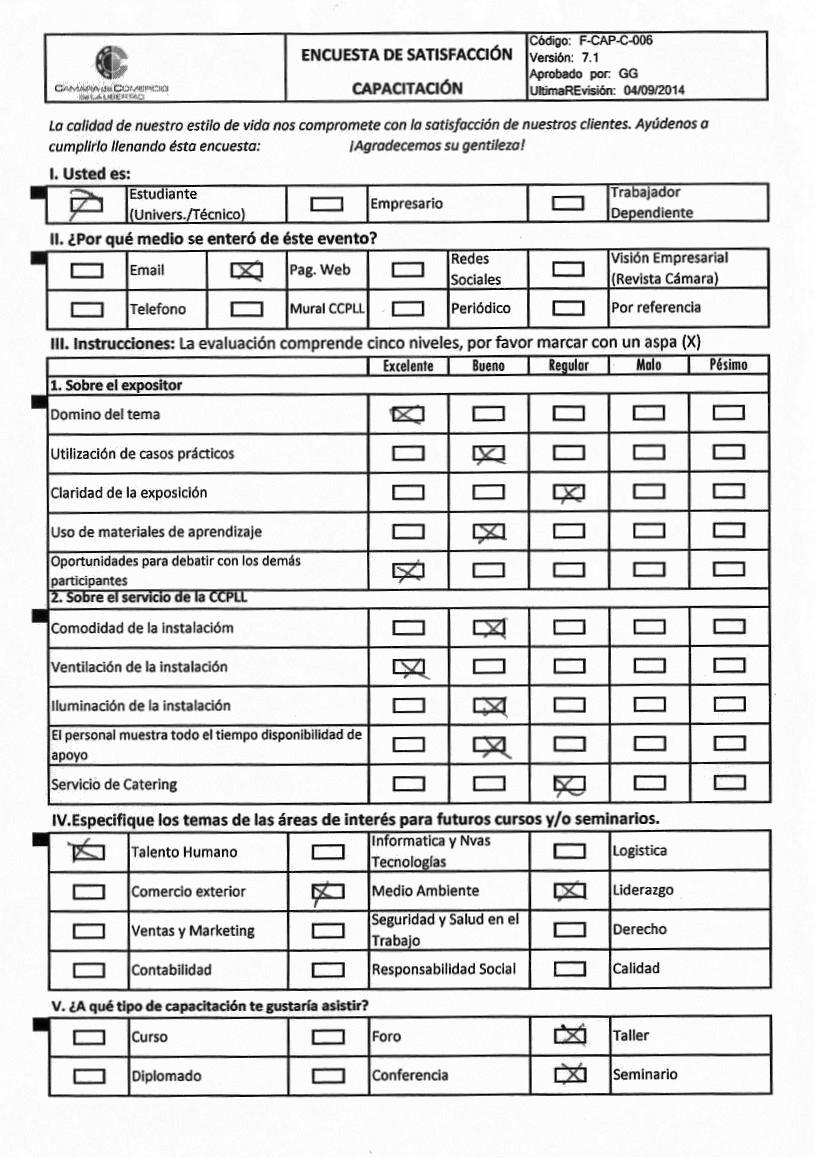 CAMARA de COMERCIO
de LA LIBERTAD
ENCUESTA DE SATISFACCIÓN
CAPACITACIÓN
Código: F-CAP-C-006
Versión: 7.1
Aprobado por: GG
UltimaREvisión: 04/09/2014
La calidad de nuestro estilo de vida nos compromete con la satisfacción de nuestros clientes. Ayúdenos a
cumplirlo llenando ésta encuesta: ¡Agradecemos su gentileza!
I. Usted es:
Estudiante
(Univers./Técnico)
Empresario
Trabajador
Dependiente
II. ¿Por qué medio se enteró de éste evento?
Email
Pag. Web
Redes
Sociales
Visión Empresarial
(Revista Cámara)
Telefono
Mural CCPLL
Periódico
Por referencia
III. Instrucciones: La evaluación comprende cinco niveles, por favor marcar con un aspa (X)
Excelente Bueno Regular Malo Pésimo
1. Sobre el expositor
Domino del tema
Utilización de casos prácticos
Claridad de la exposición
Uso de materiales de aprendizaje
Oportunidades para debatir con los demás
participantes
2. Sobre el servicio de la CCPLL
Comodidad de la instalacióm
Ventilación de la instalación
Iluminación de la instalación
El personal muestra todo el tiempo disponibilidad de
apoyo
Servicio de Catering
IV.Especifique los temas de las áreas de interés para futuros cursos y/o seminarios.
Talento Humano
Informatica y Nvas
Tecnologías
Logistica
Comercio exterior
Medio Ambiente
Liderazgo
Ventas y Marketing
Seguridad y Salud en el
Trabajo
Derecho
Contabilidad
Responsabilidad Social
Calidad
V. ¿A qué tipo de capacitación te gustaría asistir?
Curso
Foro
Taller
Diplomado
Conferencia
Seminario